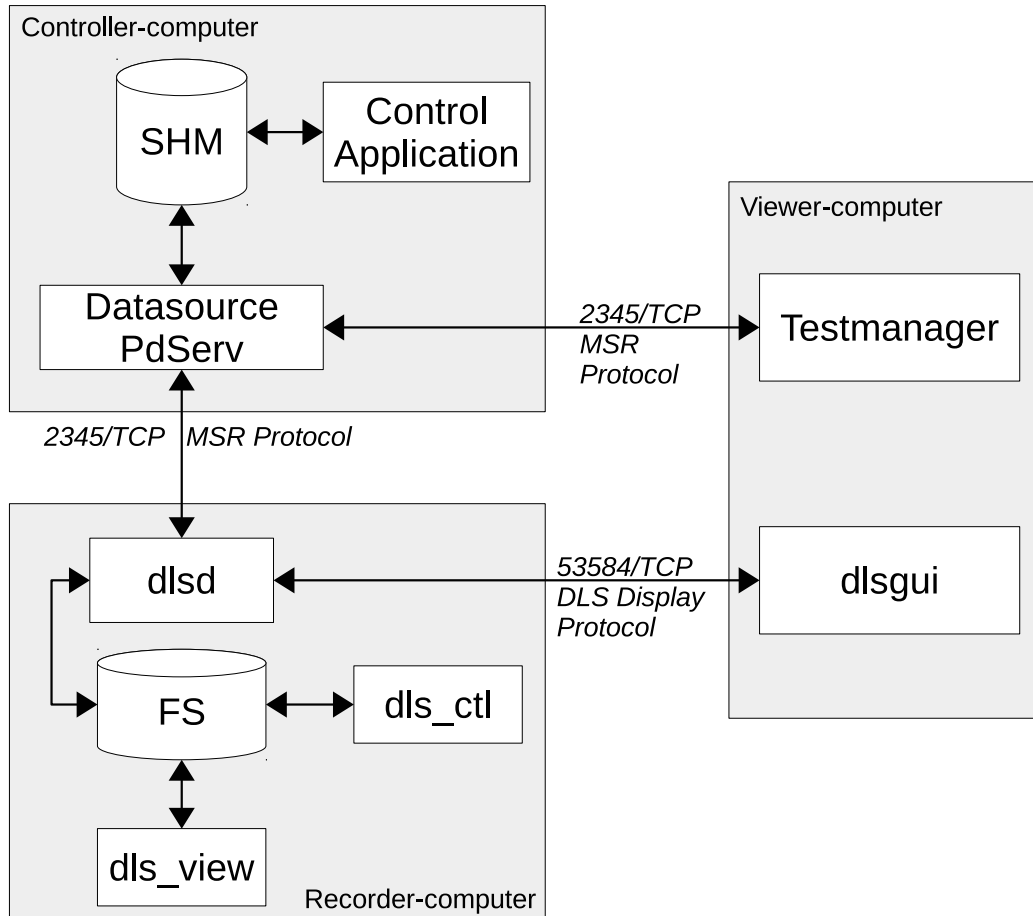 Controller-computer
SHM
Control
Application
Datasource
PdServ
2345/TCP
MSR
Protocol
Viewer-computer
Testmanager
2345/TCP MSR Protocol
dlsd
53584/TCP
DLS Display
Protocol
dlsgui
FS
dls_ctl
dls_view
Recorder-computer